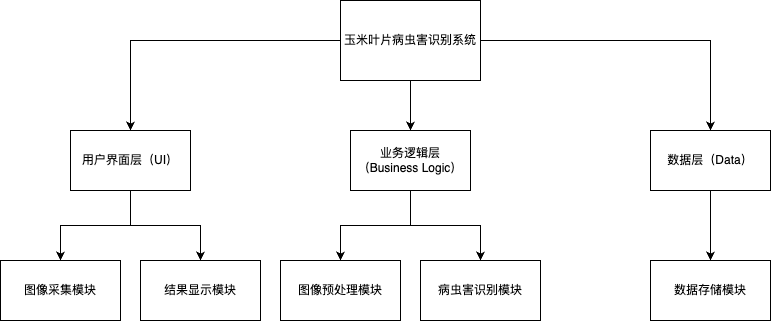 玉米叶片病虫害识别系统
用户界面层（UI）
业务逻辑层
（Business Logic）
数据层（Data）
图像采集模块
结果显示模块
图像预处理模块
病虫害识别模块
数据存储模块